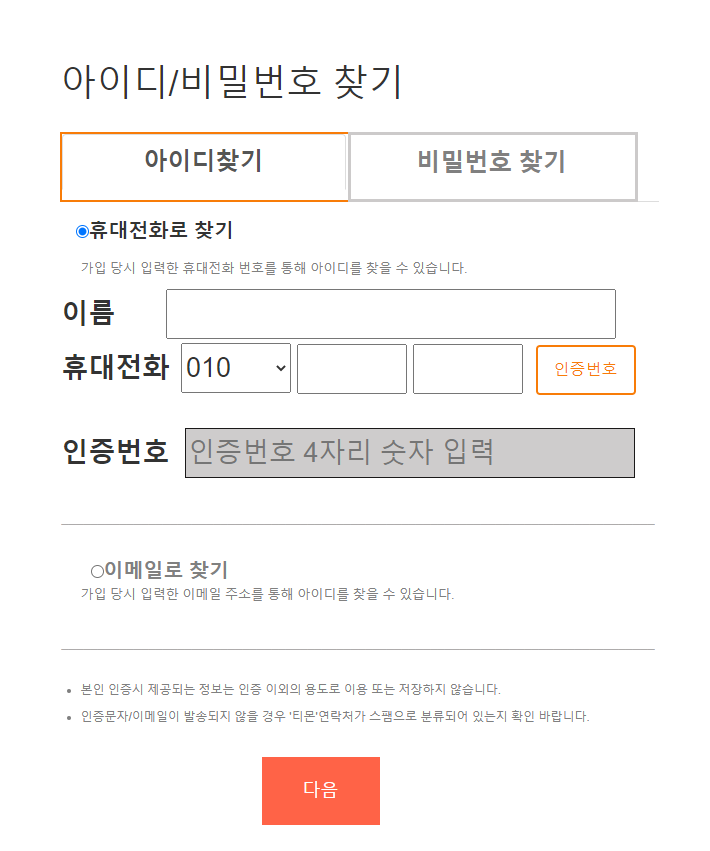 아이디/비밀번호 찾기
아이디찾기 비밀번호 찾기
휴대전화로 찾기
가입 당시 입력한 휴대전화 번호를 통해 아이디를 찾을 수 있습니다.
이름
휴대전화 010 인증번호
인증번호 인증번호 4자리 숫자 입력
이메일로 찾기
가입 당시 입력한 이메일 주소를 통해 아이디를 찾을 수 있습니다.
• 본인 인증시 제공되는 정보는 인증 이외의 용도로 이용 또는 저장하지 않습니다.
• 인증문자/이메일이 발송되지 않을 경우 '티몬'연락처가 스팸으로 분류되어 있는지 확인 바랍니다.
다음